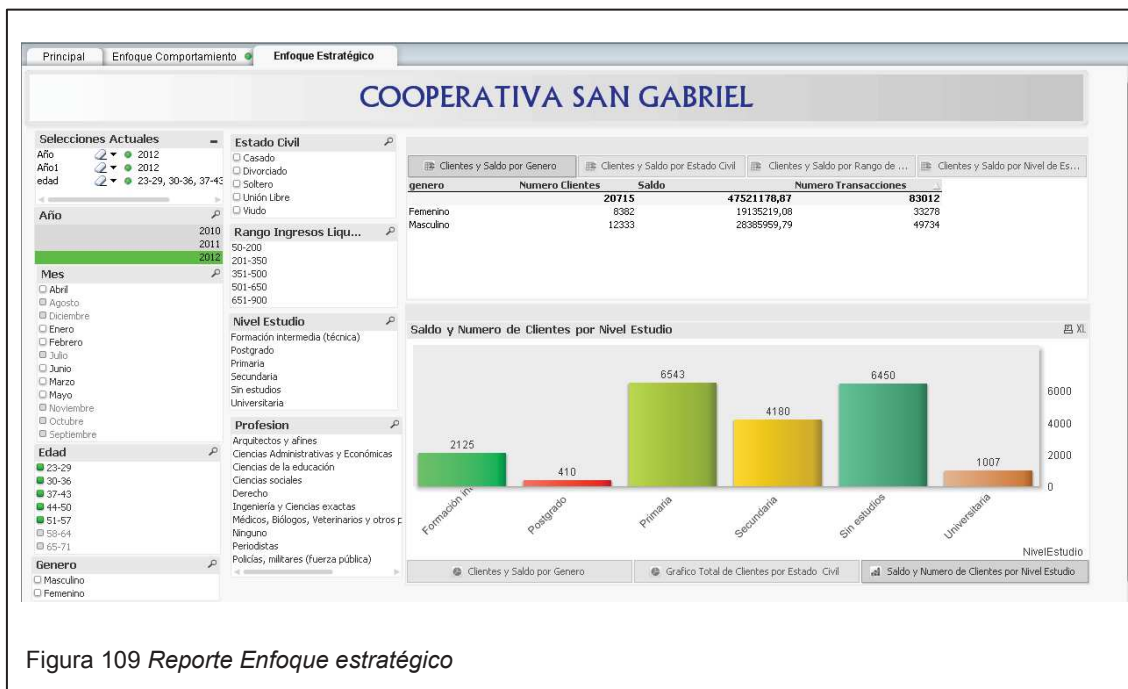 Principal Enfoque Comportamiento Enfoque Estratégico
COOPERATIVA SAN GABRIEL
Selecciones Actuales
Año 2012
Año1 2012
edad 23-29, 30-36, 37-43
Año
2010
2011
2012
Mes
Abril
Agosto
Diciembre
Enero
Febrero
Julio
Junio
Marzo
Mayo
Noviembre
Octubre
Septiembre
Edad
23-29
30-36
37-43
44-50
51-57
58-64
65-71
Genero
Masculino
Femenino
Estado Civil
Casado
Divorciado
Soltero
Unión Libre
Viudo
Rango Ingresos Liqu...
50-200
201-350
351-500
501-650
651-900
Nivel Estudio
Formación intermedia (técnica)
Postgrado
Primaria
Secundaria
Sin estudios
Universitaria
Profesion
Arquitectos y afines
Ciencias Administrativas y Económicas
Ciencias de la educación
Ciencias sociales
Derecho
Ingeniería y Ciencias exactas
Médicos, Biólogos, Veterinarios y otros p
Ninguno
Periodistas
Policías, militares (fuerza pública)
Clientes y Saldo por Genero Clientes y Saldo por Estado Civil Clientes y Saldo por Rango de ... Clientes y Saldo por Nivel de Es...
genero Numero Clientes Saldo Numero Transacciones
20715 47521178,87 83012
Femenino 8382 19135219,08 33278
Masculino 12333 28385959,79 49734
Saldo y Numero de Clientes por Nivel Estudio XL
2125
410
6543
4180
6450
1007
6000
4000
2000
0
Formación in
Postgrado
Primaria
Secundaria
Sin estudios
Universitaria
NivelEstudio
Clientes y Saldo por Genero Grafico Total de Clientes por Estado Civil Saldo y Numero de Clientes por Nivel Estudio
Figura 109 Reporte Enfoque estratégico